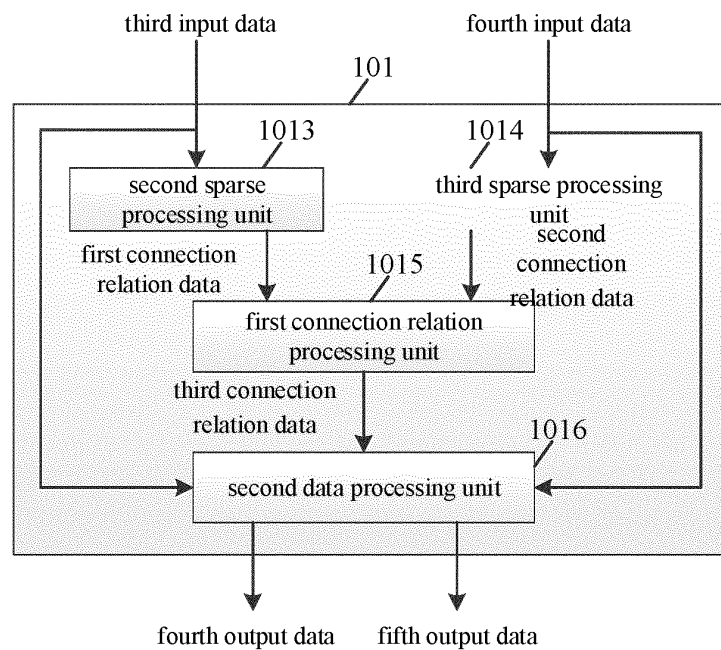 third input data
fourth input data
101
1013
1014
second sparse
processing unit
third sparse processing
unit
first connection
relation data
second
connection
relation data
1015
first connection relation
processing unit
third connection
relation data
1016
second data processing unit
fourth output data
fifth output data